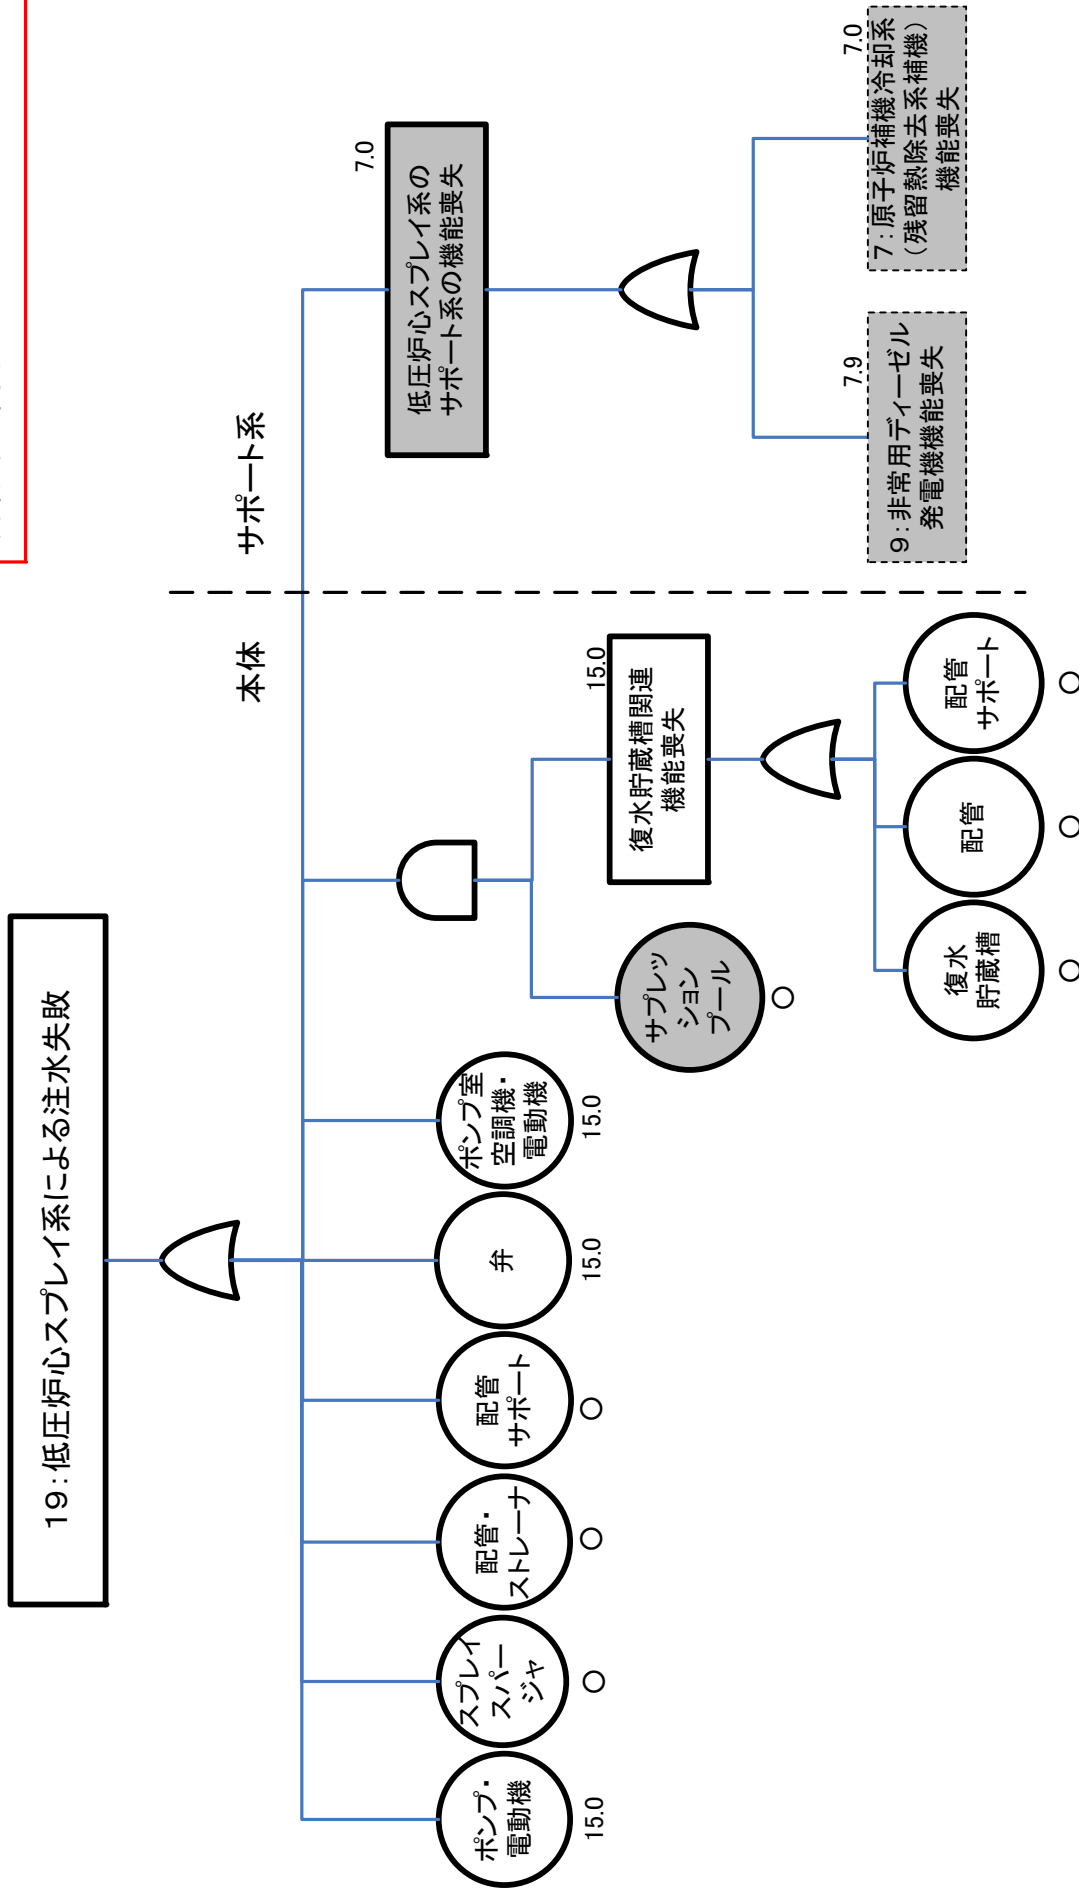 19:低圧炉心スプレイ系による注水失敗
本体
サポート系
ポンプ・
電動機
15.0
スプレイ
スパー
ジャ
○
配管・
ストレーナ
○
配管
サポート
○
弁
15.0
ポンプ室
空調機・
電動機
15.0
サプレッ
ション
プール
○
15.0
復水貯蔵槽関連
機能喪失
復水
貯蔵槽
○
配管
○
配管
サポート
○
7.0
低圧炉心スプレイ系の
サポート系の機能喪失
7.9
9:非常用ディーゼル
発電機機能喪失
7.0
7:原子炉補機冷却系
(残留熱除去系補機)
機能喪失